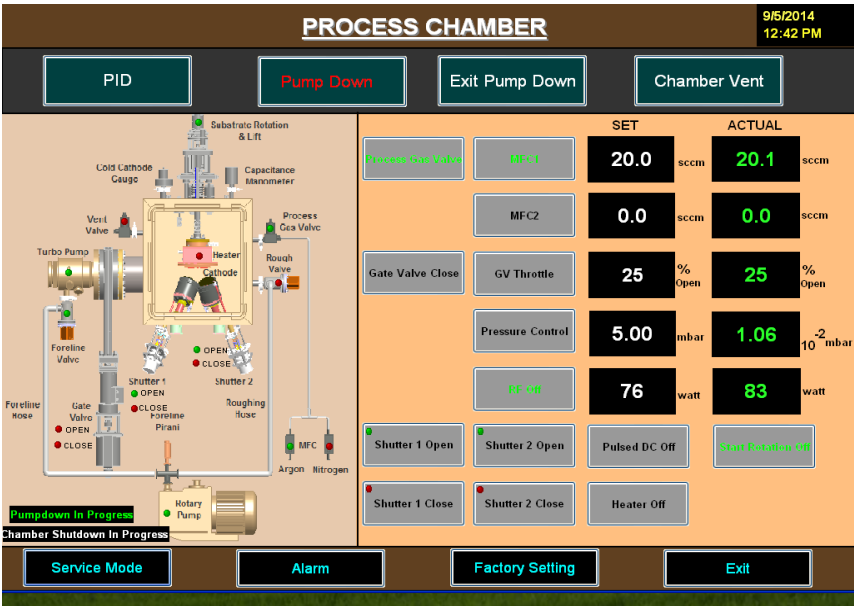 PROCESS CHAMBER
9/5/2014
12:42 PM
PID
Pump Down
Exit Pump Down
Chamber Vent
Substrate Rotation
& Lift
Cold Cathode
Gauge
Capacitance
Manometer
Vent
Valve
Process
Gas Valve
Turbo Pump
Heater
Rough
Valve
Cathode
Foreline
Valve
OPEN
CLOSE
Shutter 1
Shutter 2
OPEN
CLOSE
Foreline
Hose
Gate
Valve
OPEN
CLOSE
Foreline
Pirani
Roughing
Hose
MFC
Argon
Nitrogen
Rotary
Pump
Pumpdown In Progress
Chamber Shutdown In Progress
SET
ACTUAL
Process Gas Valve
20.0 sccm
20.1 sccm
MFC2
0.0 sccm
0.0 sccm
Gate Valve Close
GV Throttle
25 % Open
25 % Open
Pressure Control
5.00 mbar
1.06 10-2 mbar
76 watt
83 watt
Shutter 1 Open
Shutter 2 Open
Pulsed DC Off
Shutter 1 Close
Shutter 2 Close
Heater Off
Service Mode
Alarm
Factory Setting
Exit